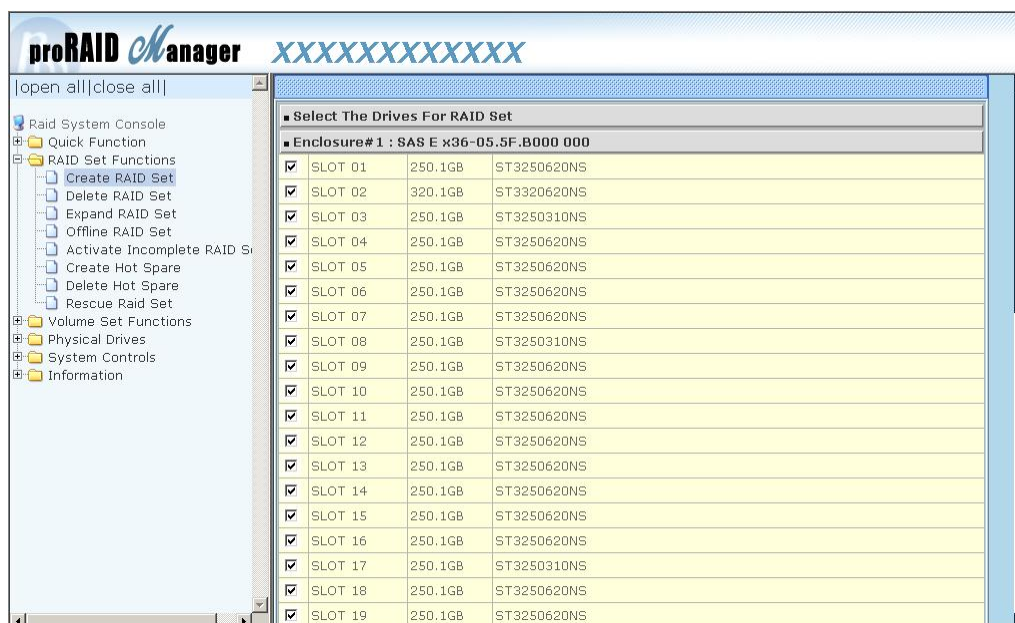 proRAID Manager XXXXXXXXXXXX
|open all|close all|
Raid System Console
Quick Function
RAID Set Functions
Create RAID Set
Delete RAID Set
Expand RAID Set
Offline RAID Set
Activate Incomplete RAID S
Create Hot Spare
Delete Hot Spare
Rescue Raid Set
Volume Set Functions
Physical Drives
System Controls
Information
Select The Drives For RAID Set
Enclosure#1 : SAS E x36-05.5F.B000 000
SLOT 01 250.1GB ST3250620NS
SLOT 02 320.1GB ST3320620NS
SLOT 03 250.1GB ST3250310NS
SLOT 04 250.1GB ST3250620NS
SLOT 05 250.1GB ST3250620NS
SLOT 06 250.1GB ST3250620NS
SLOT 07 250.1GB ST3250620NS
SLOT 08 250.1GB ST3250310NS
SLOT 09 250.1GB ST3250620NS
SLOT 10 250.1GB ST3250620NS
SLOT 11 250.1GB ST3250620NS
SLOT 12 250.1GB ST3250620NS
SLOT 13 250.1GB ST3250620NS
SLOT 14 250.1GB ST3250620NS
SLOT 15 250.1GB ST3250620NS
SLOT 16 250.1GB ST3250620NS
SLOT 17 250.1GB ST3250310NS
SLOT 18 250.1GB ST3250620NS
SLOT 19 250.1GB ST3250620NS